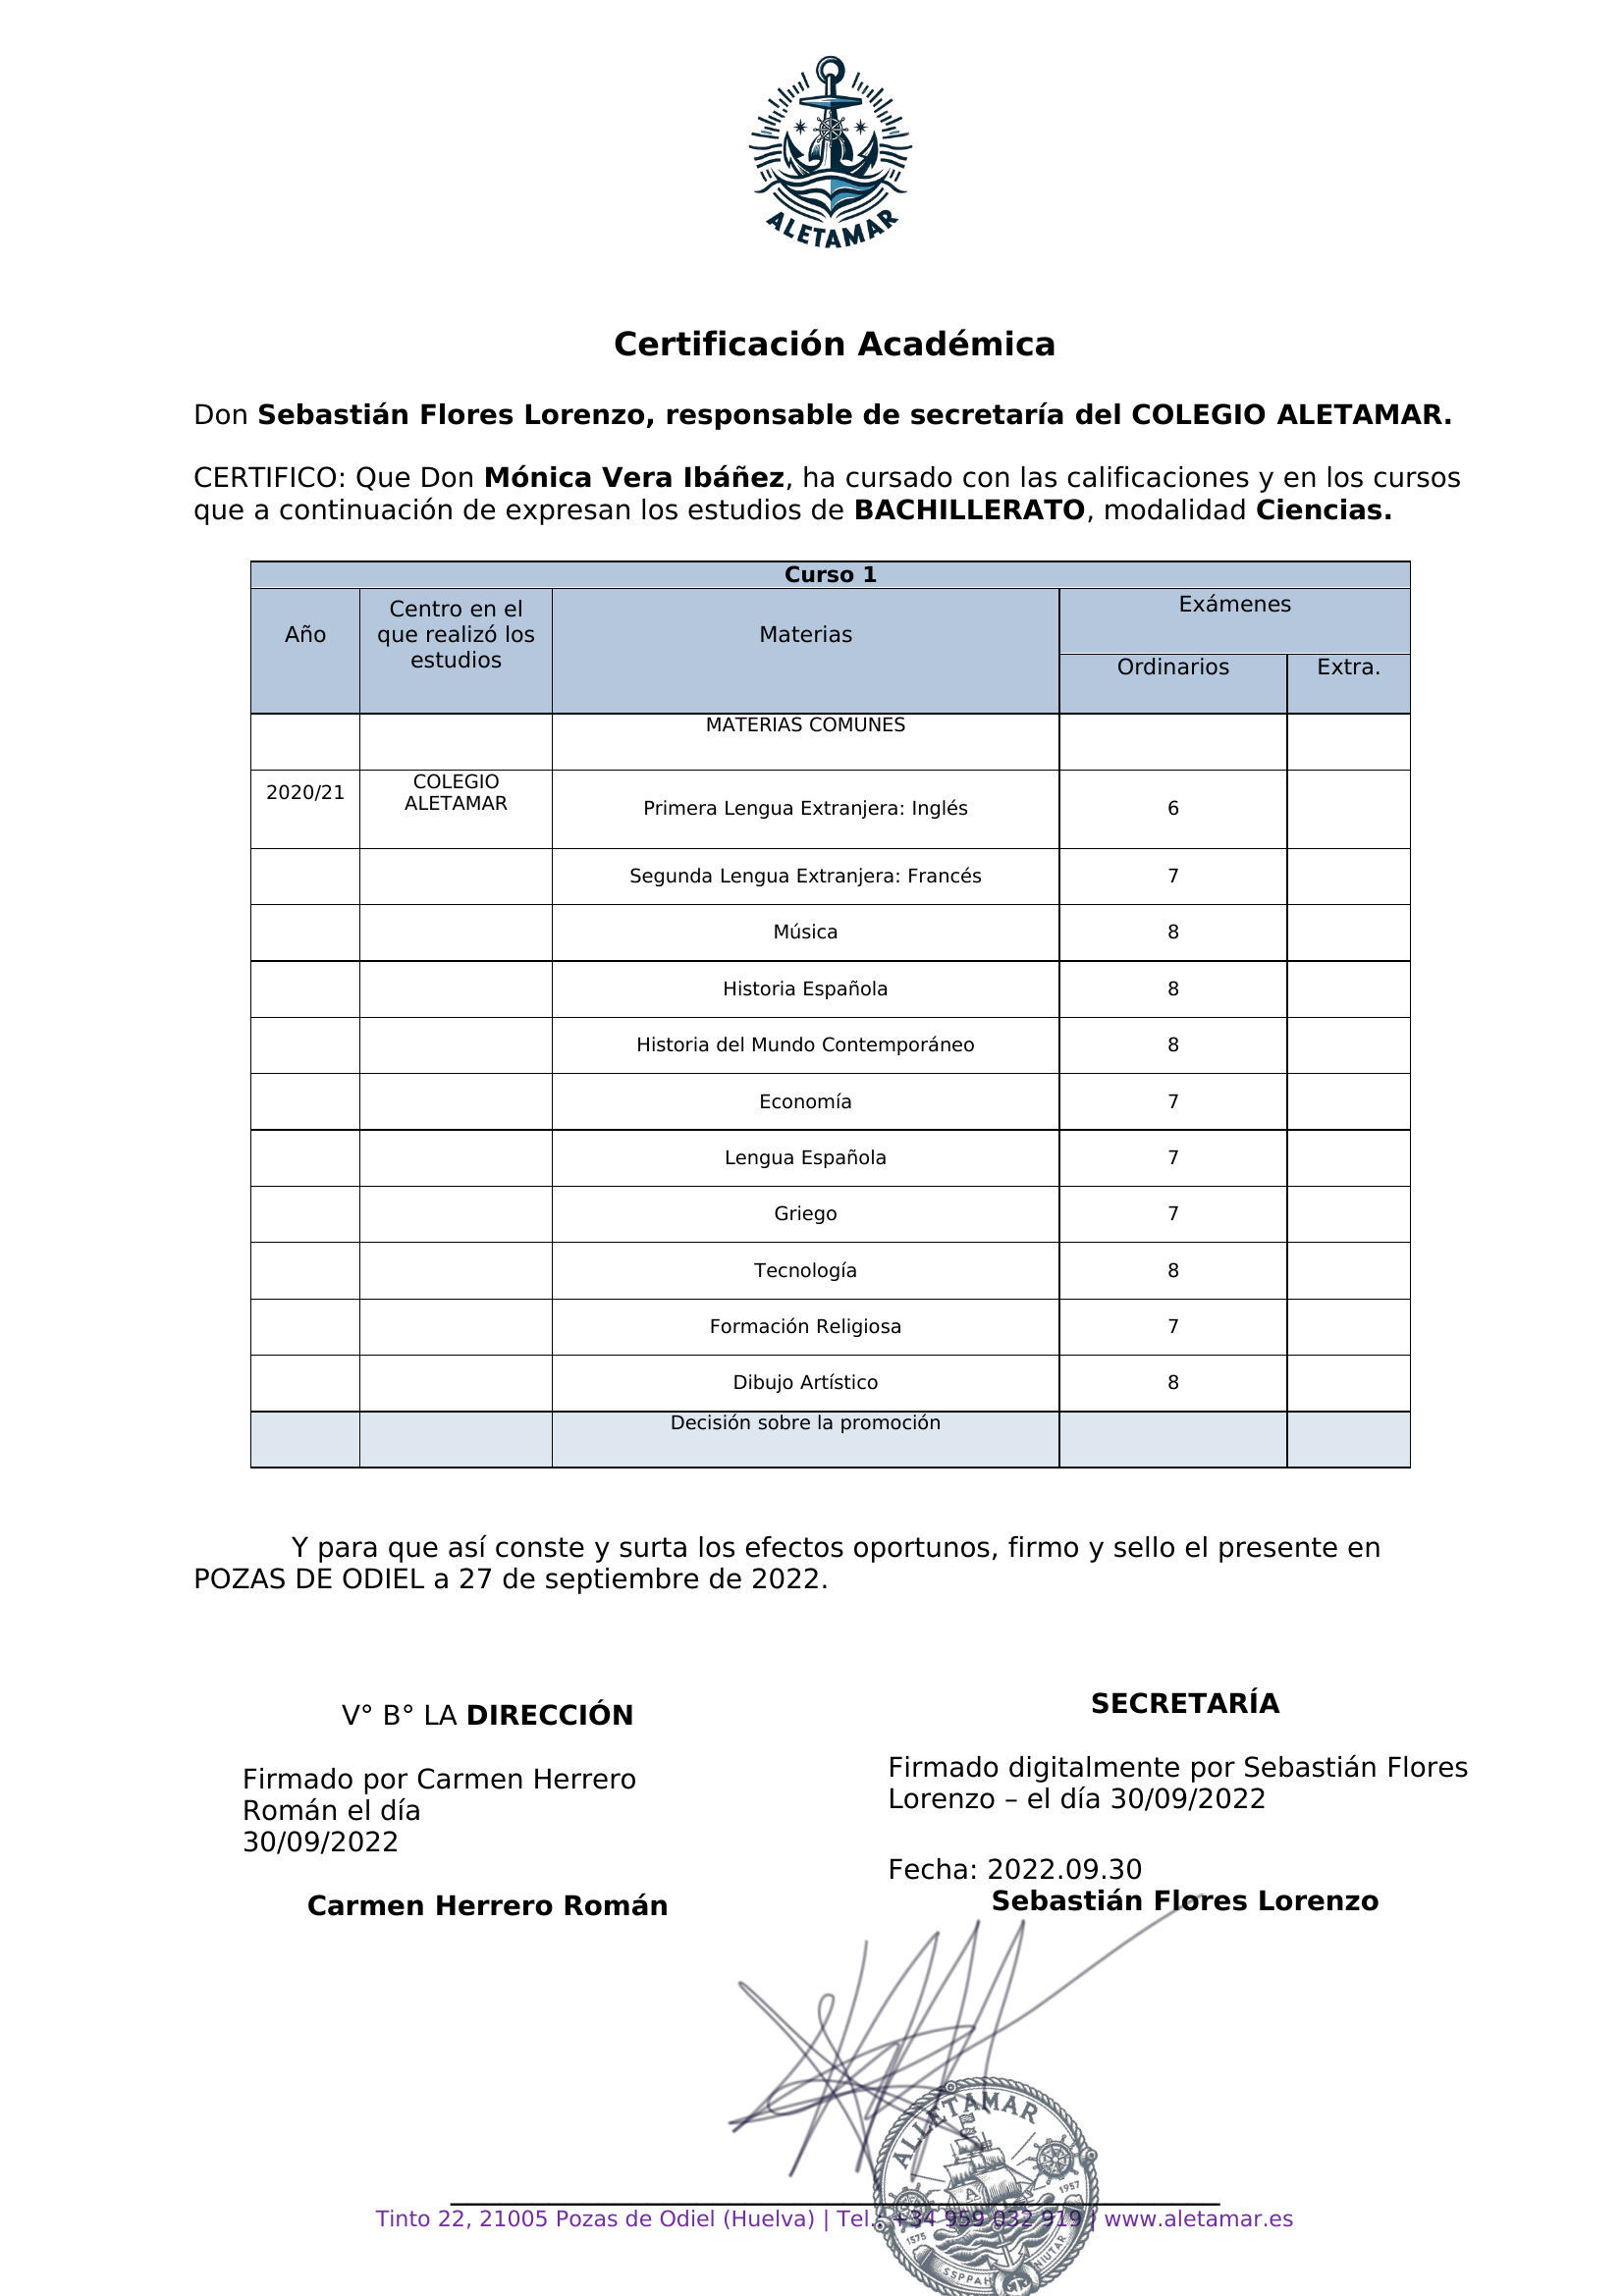 ALETAMAR
Certificación Académica
Don Sebastián Flores Lorenzo, responsable de secretaría del COLEGIO ALETAMAR.
CERTIFICO: Que Don Mónica Vera Ibáñez, ha cursado con las calificaciones y en los cursos
que a continuación de expresan los estudios de BACHILLERATO, modalidad Ciencias.
Curso 1
Año
Centro en el
que realizó los
estudios
Materias
Exámenes
Ordinarios
Extra.
MATERIAS COMUNES
2020/21
COLEGIO
ALETAMAR
Primera Lengua Extranjera: Inglés 6
Segunda Lengua Extranjera: Francés 7
Música 8
Historia Española 8
Historia del Mundo Contemporáneo 8
Economía 7
Lengua Española 7
Griego 7
Tecnología 8
Formación Religiosa 7
Dibujo Artístico 8
Decisión sobre la promoción
Y para que así conste y surta los efectos oportunos, firmo y sello el presente en
POZAS DE ODIEL a 27 de septiembre de 2022.
V° B° LA DIRECCIÓN
Firmado por Carmen Herrero
Román el día
30/09/2022
Carmen Herrero Román
SECRETARÍA
Firmado digitalmente por Sebastián Flores
Lorenzo – el día 30/09/2022
Fecha: 2022.09.30
Sebastián Flores Lorenzo
ALLETAMAR
A
1957
1575
SSPPAH
NIUTAR
Tinto 22, 21005 Pozas de Odiel (Huelva) | Tel.: +34 959 032 919 | www.aletamar.es